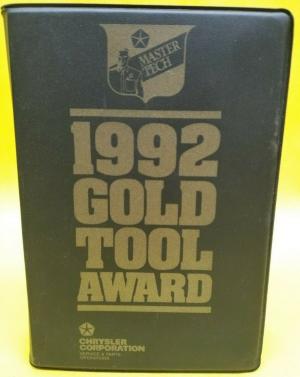 MASTER
TECH
1992
GOLD
TOOL
AWARD
CHRYSLER
CORPORATION
SERVICE & PARTS
OPERATIONS